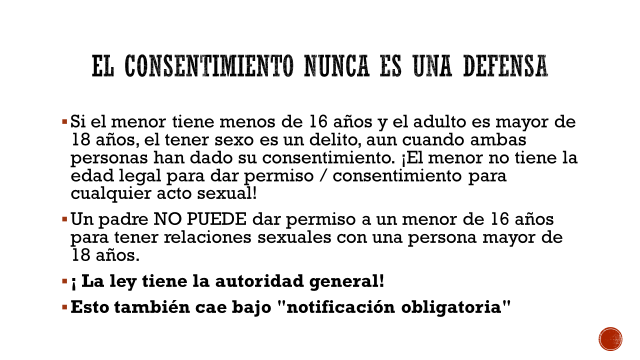 EL CONSENTIMIENTO NUNCA ES UNA DEFENSA
▪ Si el menor tiene menos de 16 años y el adulto es mayor de
18 años, el tener sexo es un delito, aun cuando ambas
personas han dado su consentimiento. ¡El menor no tiene la
edad legal para dar permiso / consentimiento para
cualquier acto sexual!
▪ Un padre NO PUEDE dar permiso a un menor de 16 años
para tener relaciones sexuales con una persona mayor de
18 años.
▪ ¡ La ley tiene la autoridad general!
▪ Esto también cae bajo "notificación obligatoria"